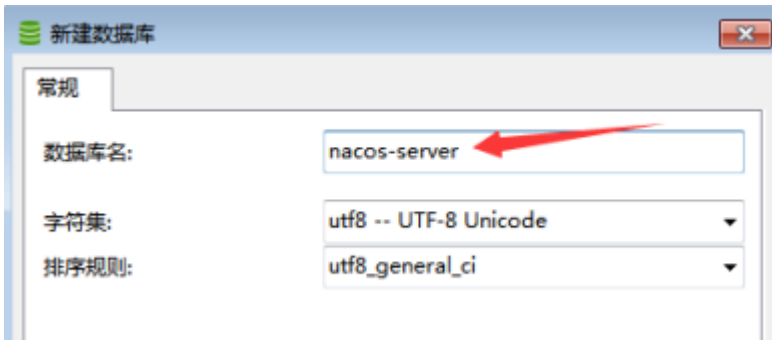 新建数据库
常规
数据库名: nacos-server
字符集: utf8 -- UTF-8 Unicode
排序规则: utf8_general_ci